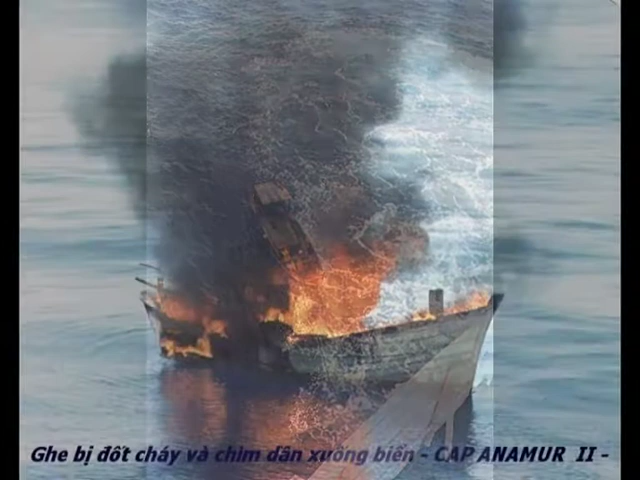 Ghe bị đốt cháy và chìm dần xuống biển - CAP ANAMUR II -